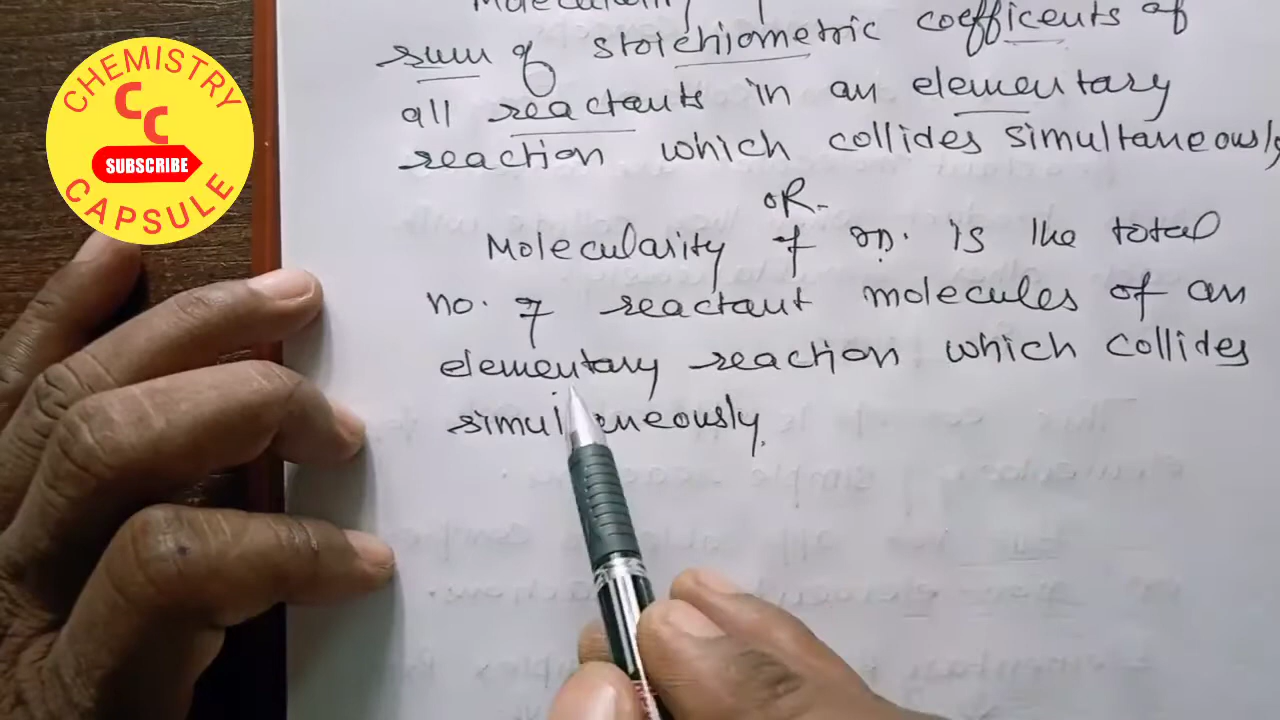 CHEMISTRY
CC
SUBSCRIBE
CAPSULE
sum of stoichiometric coefficents of
all reactants in an elementary
reaction which collides simultaneously
OR.
Molecularity of rn. is the total
no. of reactant molecules of an
elementary reaction which collides
simultaneously.